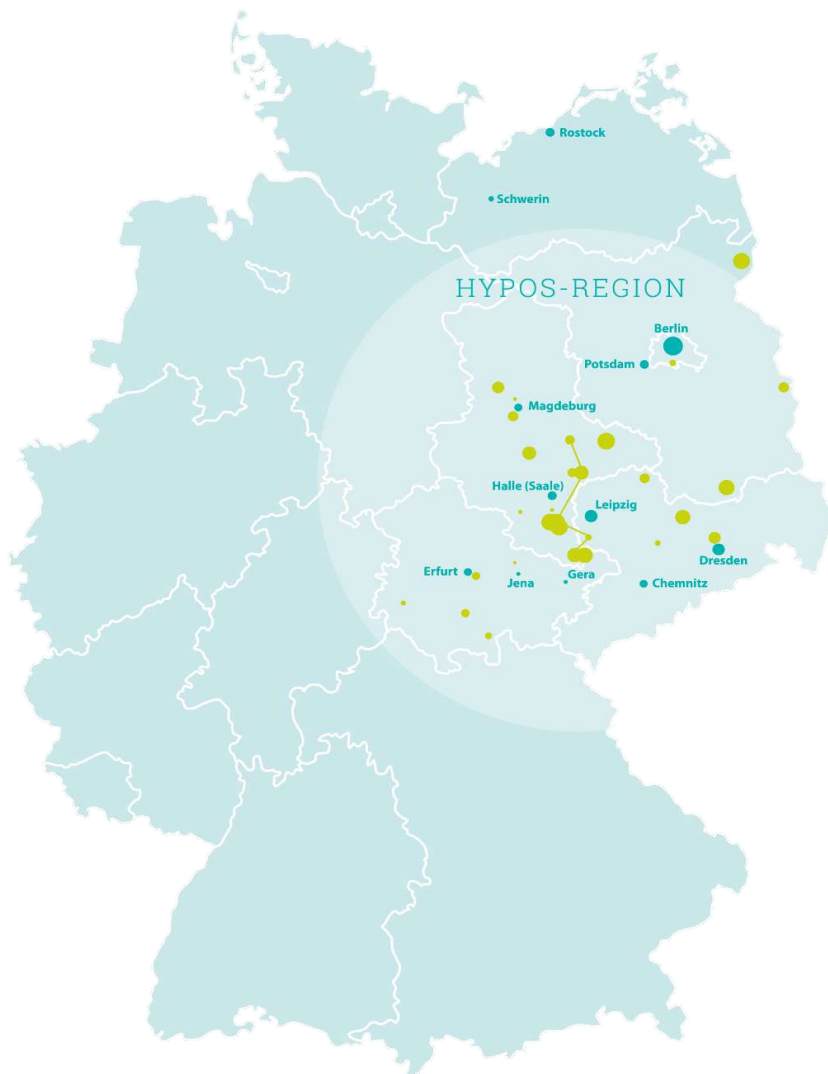 Rostock
Schwerin
HYPOS-REGION
Berlin
Potsdam
Magdeburg
Halle (Saale)
Leipzig
Dresden
Erfurt
Jena
Gera
Chemnitz